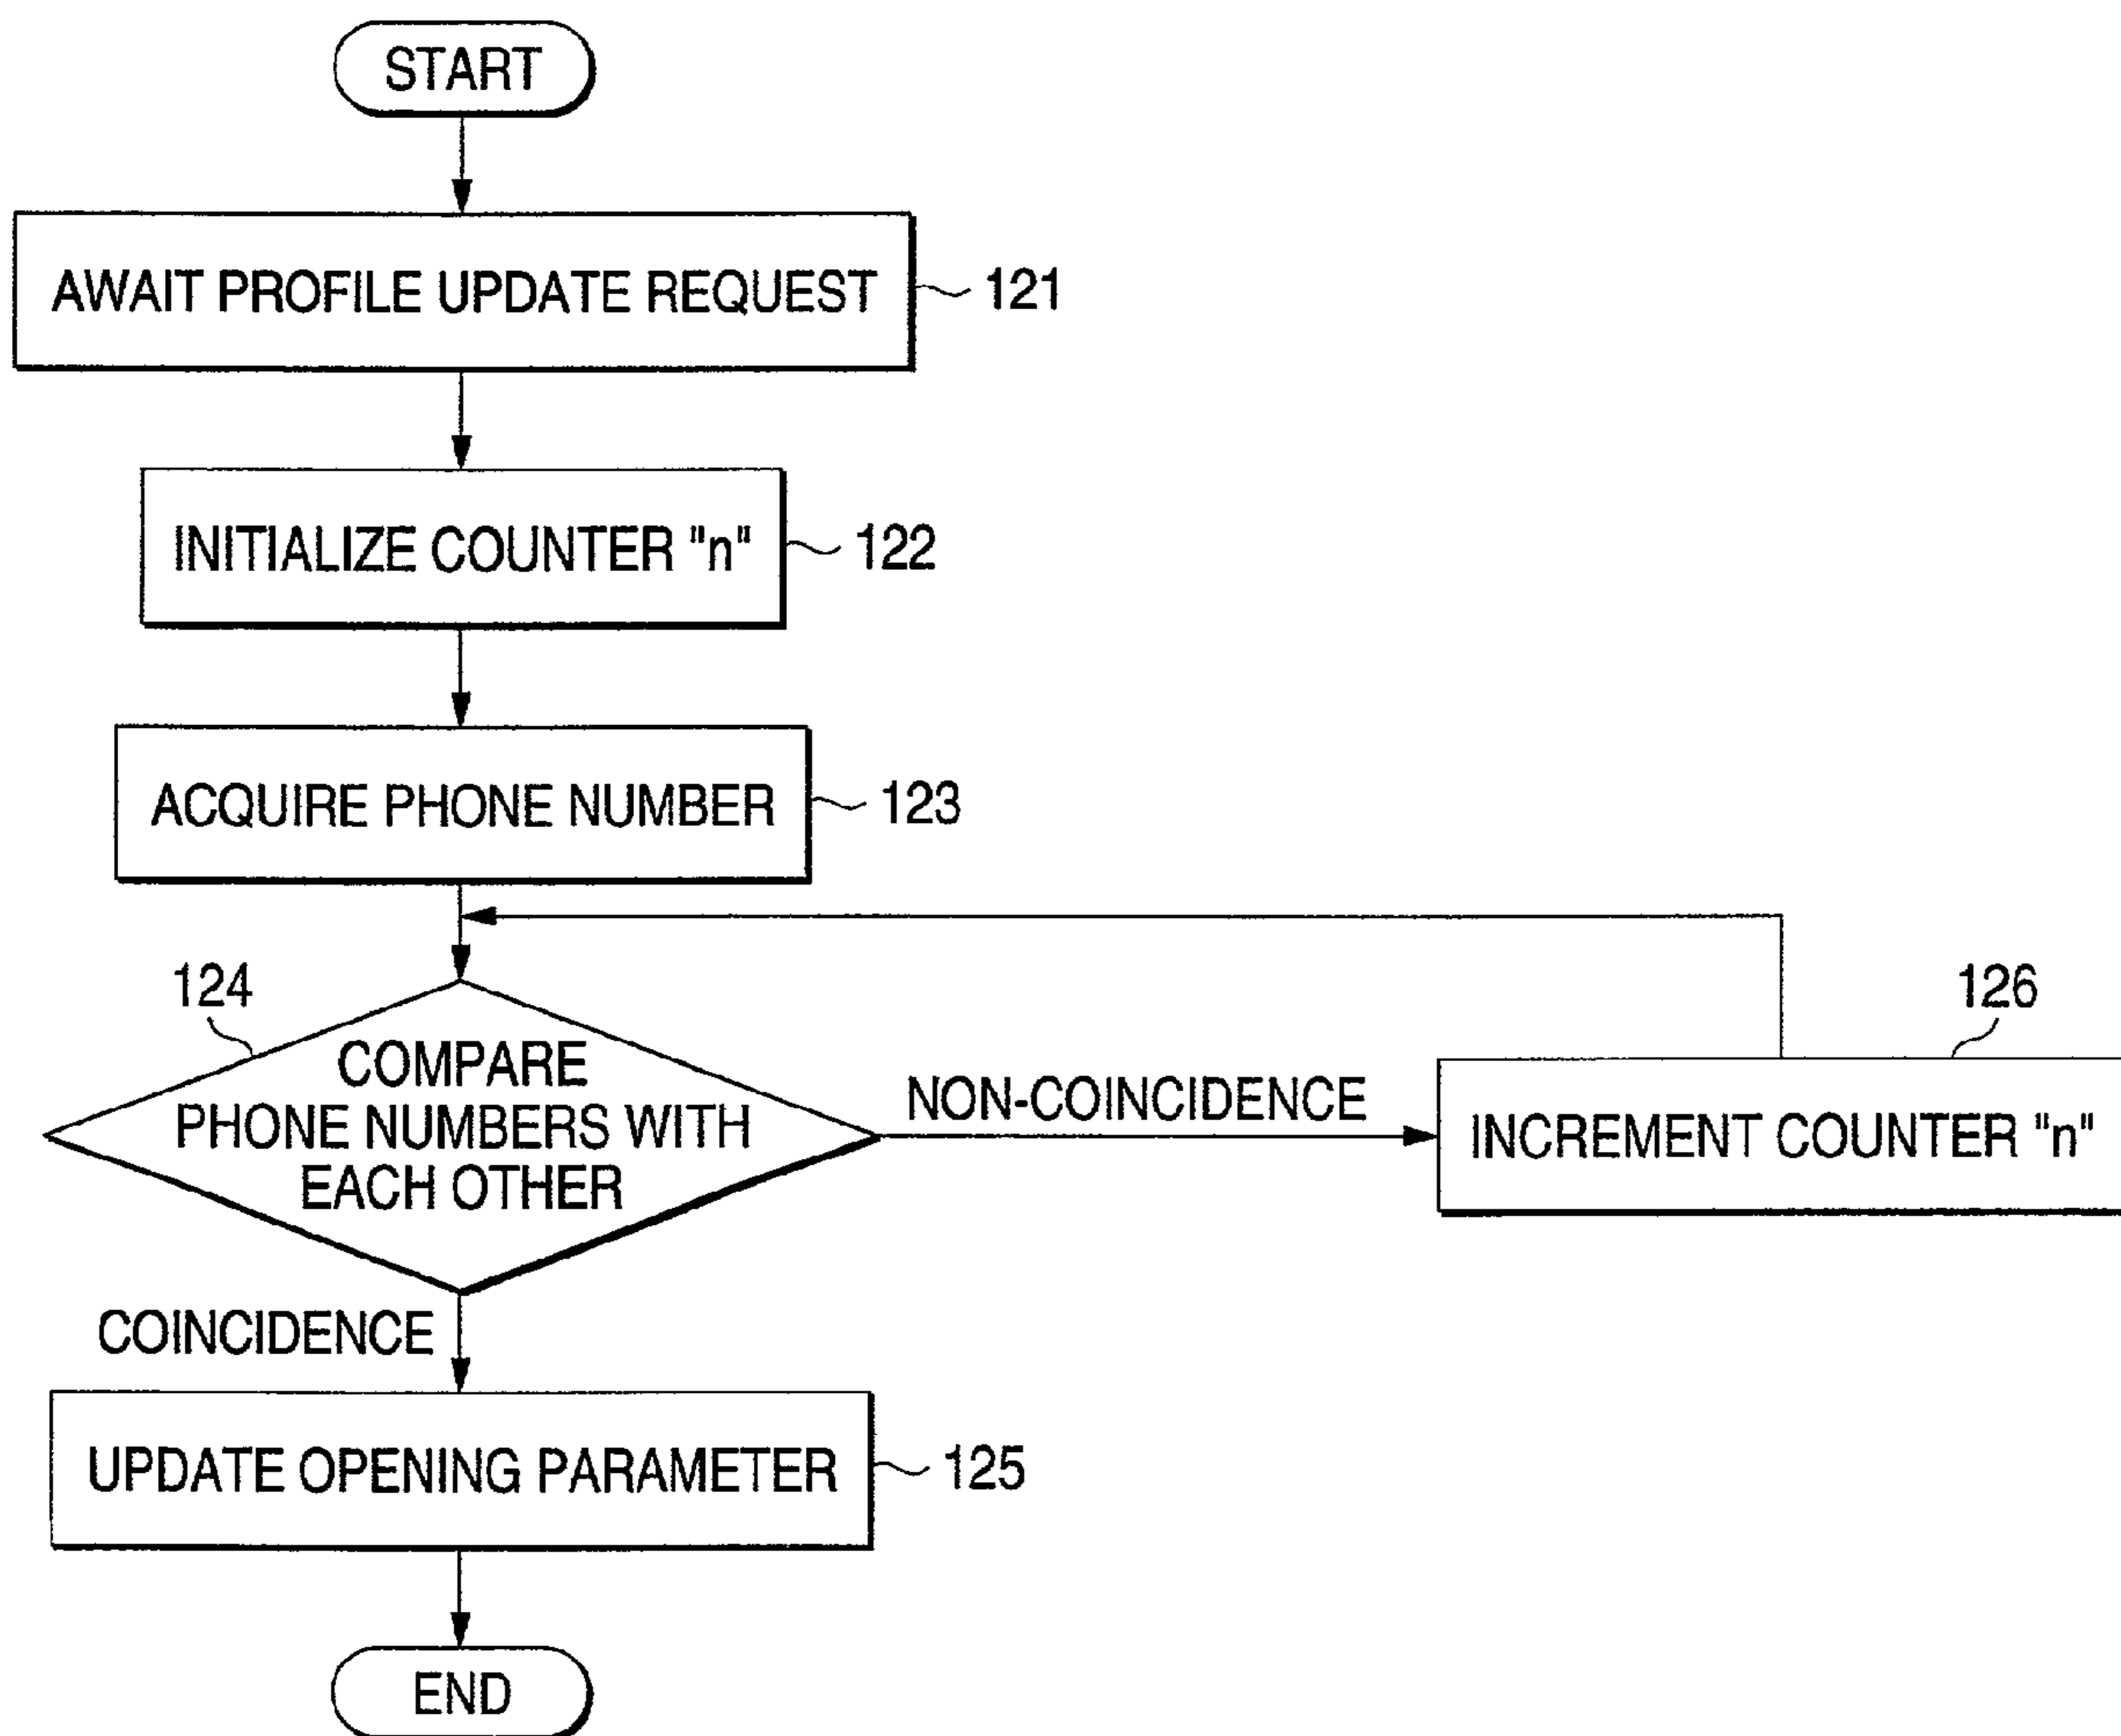 START
AWAIT PROFILE UPDATE REQUEST
121
INITIALIZE COUNTER "n"
122
ACQUIRE PHONE NUMBER
123
124
COMPARE
PHONE NUMBERS WITH
EACH OTHER
NON-COINCIDENCE
126
INCREMENT COUNTER "n"
COINCIDENCE
UPDATE OPENING PARAMETER
125
END